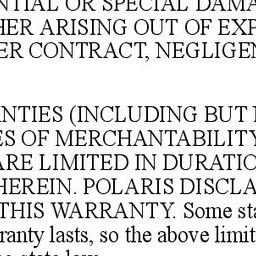 NTIAL OR SPECIAL DAMA
HER ARISING OUT OF EXP
ER CONTRACT, NEGLIGEN
NTIES (INCLUDING BUT
ES OF MERCHANTABILITY
ARE LIMITED IN DURATIO
HEREIN. POLARIS DISCLA
THIS WARRANTY. Some sta
ranty lasts, so the above limit